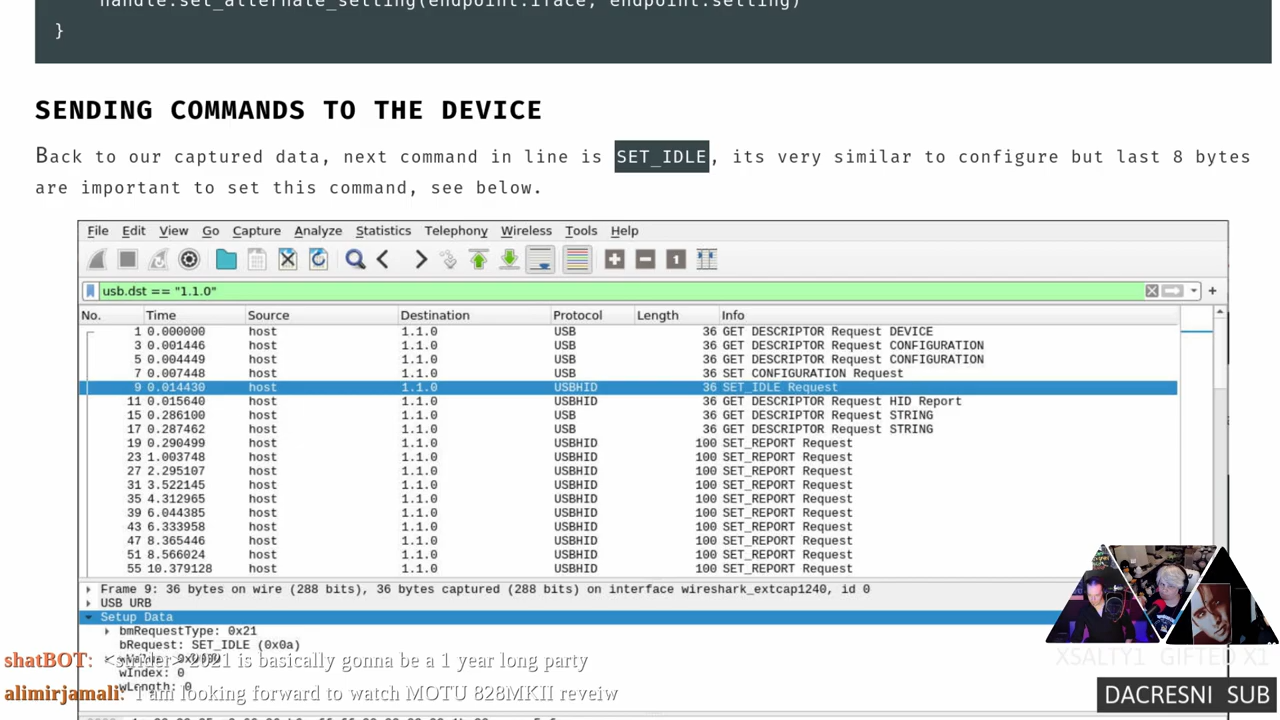 handle.set_alternate_setting(endpoint.iface, endpoint.setting)
}
SENDING COMMANDS TO THE DEVICE
Back to our captured data, next command in line is SET_IDLE, its very similar to configure but last 8 bytes
are important to set this command, see below.
File Edit View Go Capture Analyze Statistics Telephony Wireless Tools Help
usb.dst == "1.1.0"
No. Time Source Destination Protocol Length Info
1 0.000000 host 1.1.0 USB 36 GET DESCRIPTOR Request DEVICE
3 0.001446 host 1.1.0 USB 36 GET DESCRIPTOR Request CONFIGURATION
5 0.004449 host 1.1.0 USB 36 GET DESCRIPTOR Request CONFIGURATION
7 0.007448 host 1.1.0 USB 36 SET CONFIGURATION Request
9 0.014430 host 1.1.0 USBHID 36 SET_IDLE Request
11 0.015640 host 1.1.0 USBHID 36 GET DESCRIPTOR Request HID Report
15 0.286100 host 1.1.0 USB 36 GET DESCRIPTOR Request STRING
17 0.287462 host 1.1.0 USB 36 GET DESCRIPTOR Request STRING
19 0.290499 host 1.1.0 USBHID 100 SET_REPORT Request
23 1.003748 host 1.1.0 USBHID 100 SET_REPORT Request
27 2.295107 host 1.1.0 USBHID 100 SET_REPORT Request
31 3.522145 host 1.1.0 USBHID 100 SET_REPORT Request
35 4.312965 host 1.1.0 USBHID 100 SET_REPORT Request
39 6.044385 host 1.1.0 USBHID 100 SET_REPORT Request
43 6.333958 host 1.1.0 USBHID 100 SET_REPORT Request
47 8.365446 host 1.1.0 USBHID 100 SET_REPORT Request
51 8.566024 host 1.1.0 USBHID 100 SET_REPORT Request
55 10.379128 host 1.1.0 USBHID 100 SET_REPORT Request
Frame 9: 36 bytes on wire (288 bits), 36 bytes captured (288 bits) on interface wireshark_extcap1240, id 0
USB URB
Setup Data
bmRequestType: 0x21
bRequest: SET_IDLE (0x0a)
wIndex: 0
wLength: 0
shatBOT: 2021 is basically gonna be a 1 year long party
alimirjamali: I am looking forward to watch MOTU 828MKII reveiw
XSALTY1 GIFTED X1
DACRESNI SUB